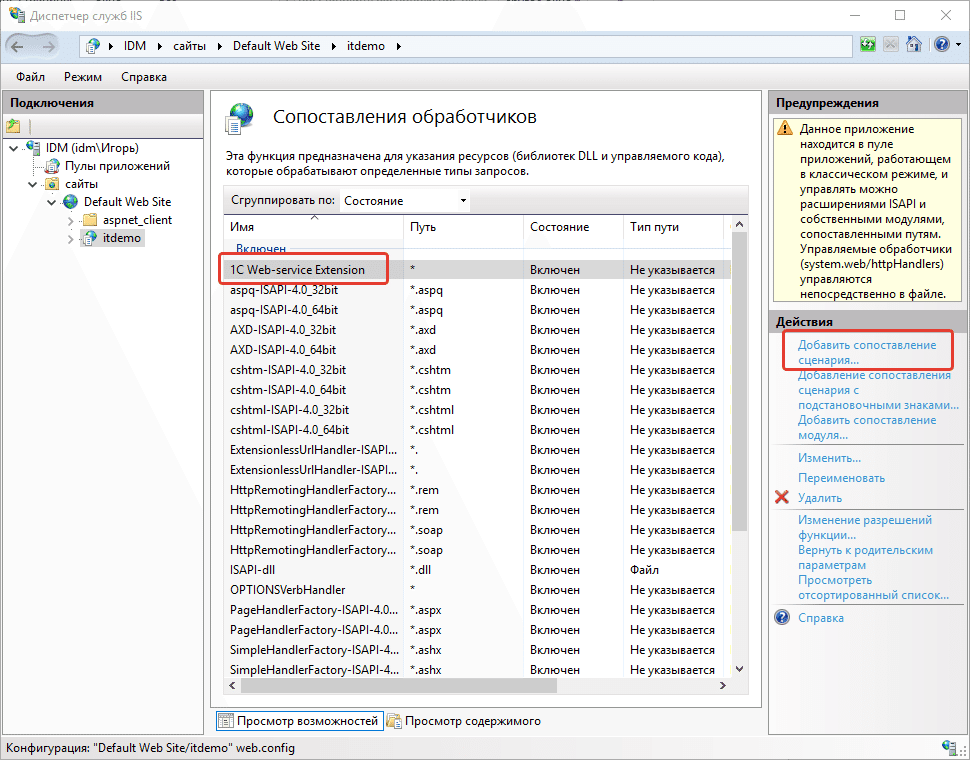 Диспетчер служб IIS
IDM сайты Default Web Site itdemo
Файл Режим Справка
Подключения
IDM (idm\Игорь)
Пулы приложений
сайты
Default Web Site
aspnet_client
itdemo
Сопоставления обработчиков
Эта функция предназначена для указания ресурсов (библиотек DLL и управляемого кода),
которые обрабатывают определенные типы запросов.
Сгруппировать по: Состояние
Имя Путь Состояние Тип пути
Включен
1C Web-service Extension * Включен Не указывается
aspq-ISAPI-4.0_32bit *.aspq Включен Не указывается
aspq-ISAPI-4.0_64bit *.aspq Включен Не указывается
AXD-ISAPI-4.0_32bit *.axd Включен Не указывается
AXD-ISAPI-4.0_64bit *.axd Включен Не указывается
cshtm-ISAPI-4.0_32bit *.cshtm Включен Не указывается
cshtm-ISAPI-4.0_64bit *.cshtm Включен Не указывается
cshtml-ISAPI-4.0_32bit *.cshtml Включен Не указывается
cshtml-ISAPI-4.0_64bit *.cshtml Включен Не указывается
ExtensionlessUrlHandler-ISAPI... *. Включен Не указывается
ExtensionlessUrlHandler-ISAPI... *. Включен Не указывается
HttpRemotingHandlerFactory... *.rem Включен Не указывается
HttpRemotingHandlerFactory... *.rem Включен Не указывается
HttpRemotingHandlerFactory... *.soap Включен Не указывается
HttpRemotingHandlerFactory... *.soap Включен Не указывается
ISAPI-dll *.dll Включен Файл
OPTIONSVerbHandler * Включен Не указывается
PageHandlerFactory-ISAPI-4.0... *.aspx Включен Не указывается
PageHandlerFactory-ISAPI-4.0... *.aspx Включен Не указывается
SimpleHandlerFactory-ISAPI-4... *.ashx Включен Не указывается
SimpleHandlerFactory-ISAPI-4... *.ashx Включен Не указывается
Просмотр возможностей Просмотр содержимого
Предупреждения
Данное приложение
находится в пуле
приложений, работающем
в классическом режиме, и
управлять можно
расширениями ISAPI и
собственными модулями,
сопоставленными путям.
Управляемые обработчики
(system.web/httpHandlers)
управляются
непосредственно в файле.
Действия
Добавить сопоставление
сценария...
Добавление сопоставления
сценария с
подстановочными знаками...
Добавить сопоставление
модуля...
Изменить...
Переименовать
Удалить
Изменение разрешений
функции...
Вернуть к родительским
параметрам
Просмотреть
отсортированный список...
Справка
Конфигурация: "Default Web Site/itdemo" web.config